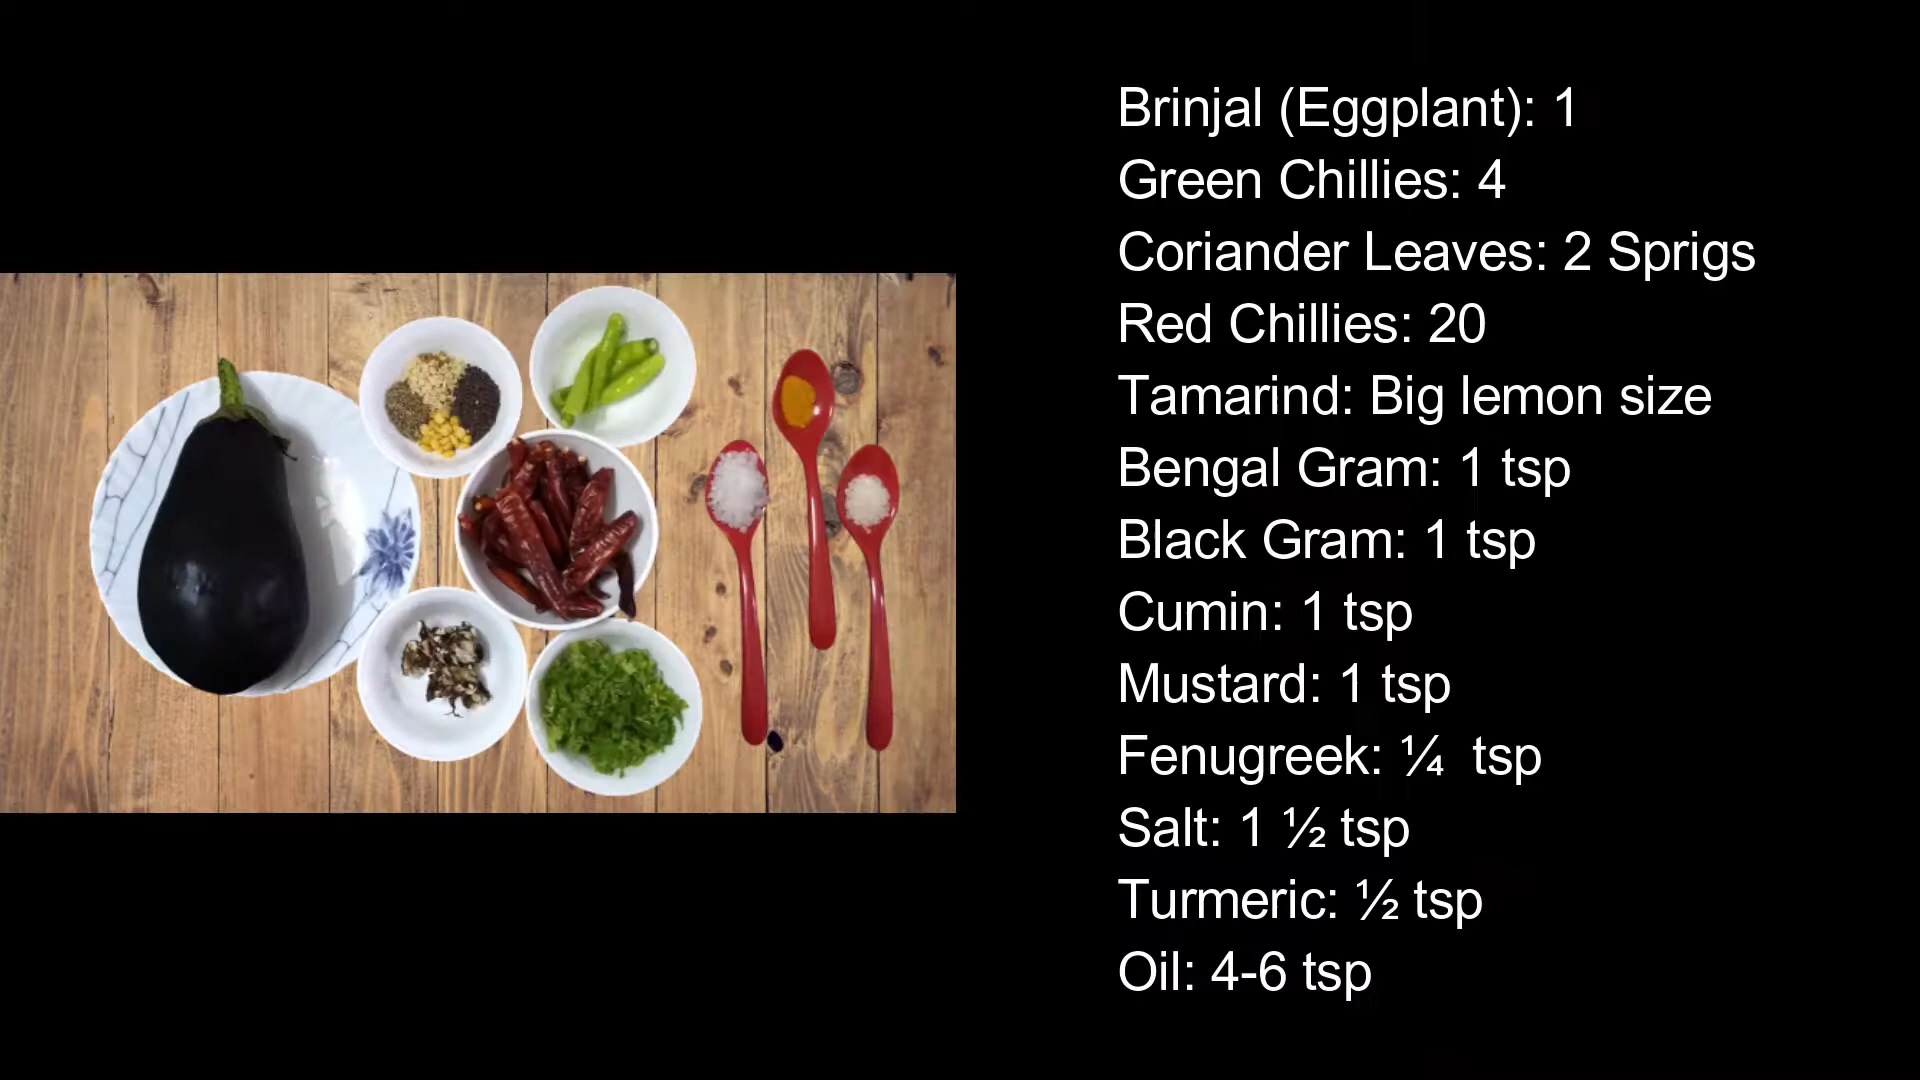 Brinjal (Eggplant): 1
Green Chillies: 4
Coriander Leaves: 2 Sprigs
Red Chillies: 20
Tamarind: Big lemon size
Bengal Gram: 1 tsp
Black Gram: 1 tsp
Cumin: 1 tsp
Mustard: 1 tsp
Fenugreek: ¼  tsp
Salt: 1 ½ tsp
Turmeric: ½ tsp
Oil: 4-6 tsp